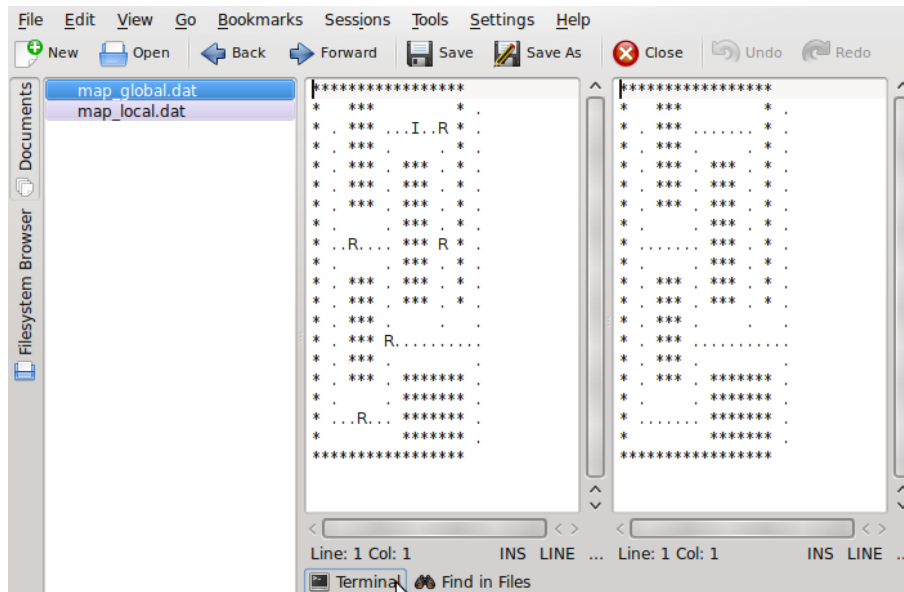 File Edit View Go Bookmarks Sessions Tools Settings Help
New Open Back Forward Save Save As Close Undo Redo
Documents
Filesystem Browser
map_global.dat
map_local.dat
*****************
*   ***         * .
* . *** ...I..R * .
* . *** .     . * .
* . *** . *** . * .
* . *** . *** . * .
* . *** . *** . * .
* .     . *** . * .
* ..R.... *** R * .
* .     . *** . * .
* . *** . *** . * .
* . *** . *** . * .
* . *** .     .   .
* . *** R..........
* . *** .         .
* . *** . ******* .
* .     . ******* .
* ...R... ******* .
*         ******* .
*****************
Line: 1 Col: 1 INS LINE ...
*****************
*   ***         * .
* . *** ....... * .
* . *** .     . * .
* . *** . *** . * .
* . *** . *** . * .
* . *** . *** . * .
* .     . *** . * .
* ....... *** . * .
* .     . *** . * .
* . *** . *** . * .
* . *** . *** . * .
* . *** .     .   .
* . *** ...........
* . *** .         .
* . *** . ******* .
* .     . ******* .
* ....... ******* .
*         ******* .
*****************
Line: 1 Col: 1 INS LINE ..
Terminal Find in Files